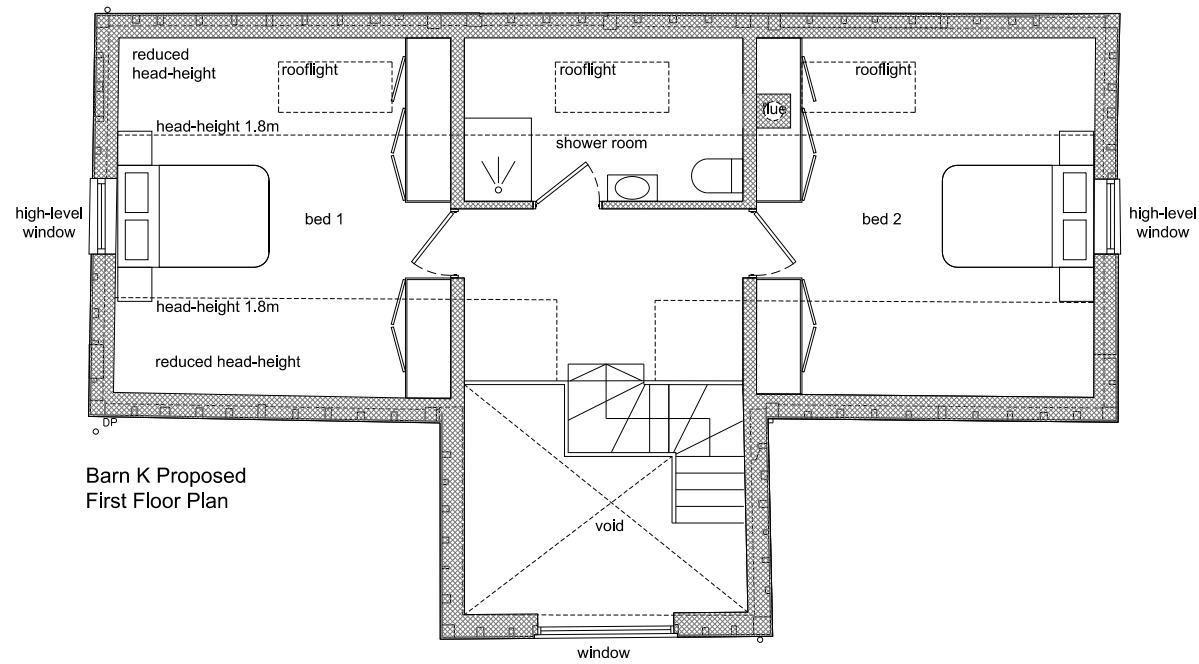 reduced
head-height
rooflight
rooflight
rooflight
flue
head-height 1.8m
shower room
high-level
window
bed 1
bed 2
high-level
window
head-height 1.8m
reduced head-height
DP
Barn K Proposed
First Floor Plan
void
window